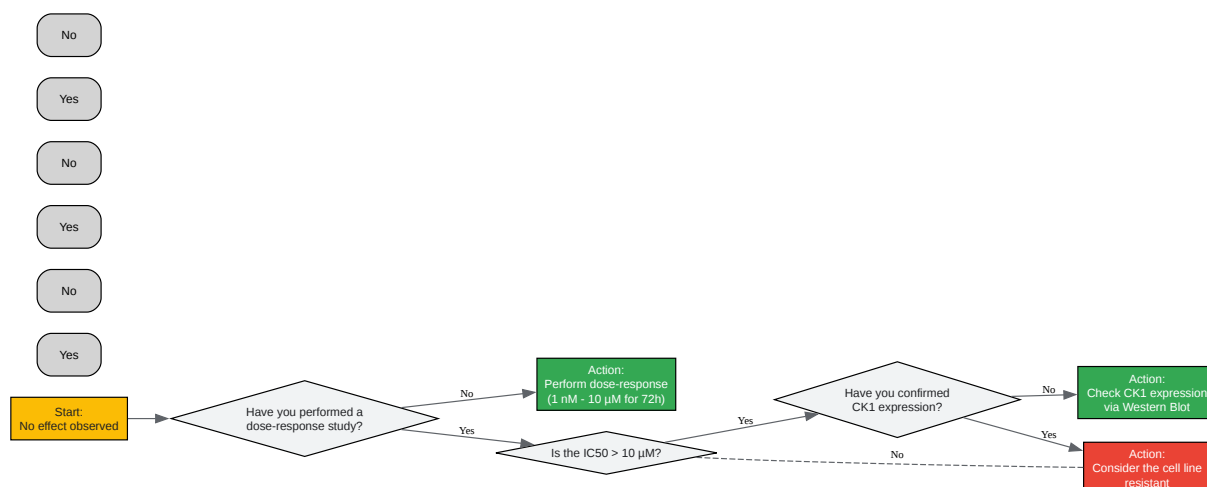 No
Yes
No
Yes
No
Yes
Start:
No effect observed
Have you performed a
dose-response study?
No
Yes
Action:
Perform dose-response
(1 nM - 10 µM for 72h)
Is the IC50 > 10 µM?
Yes
No
Have you confirmed
CK1 expression?
No
Yes
Action:
Check CK1 expression
via Western Blot
Action:
Consider the cell line
resistant